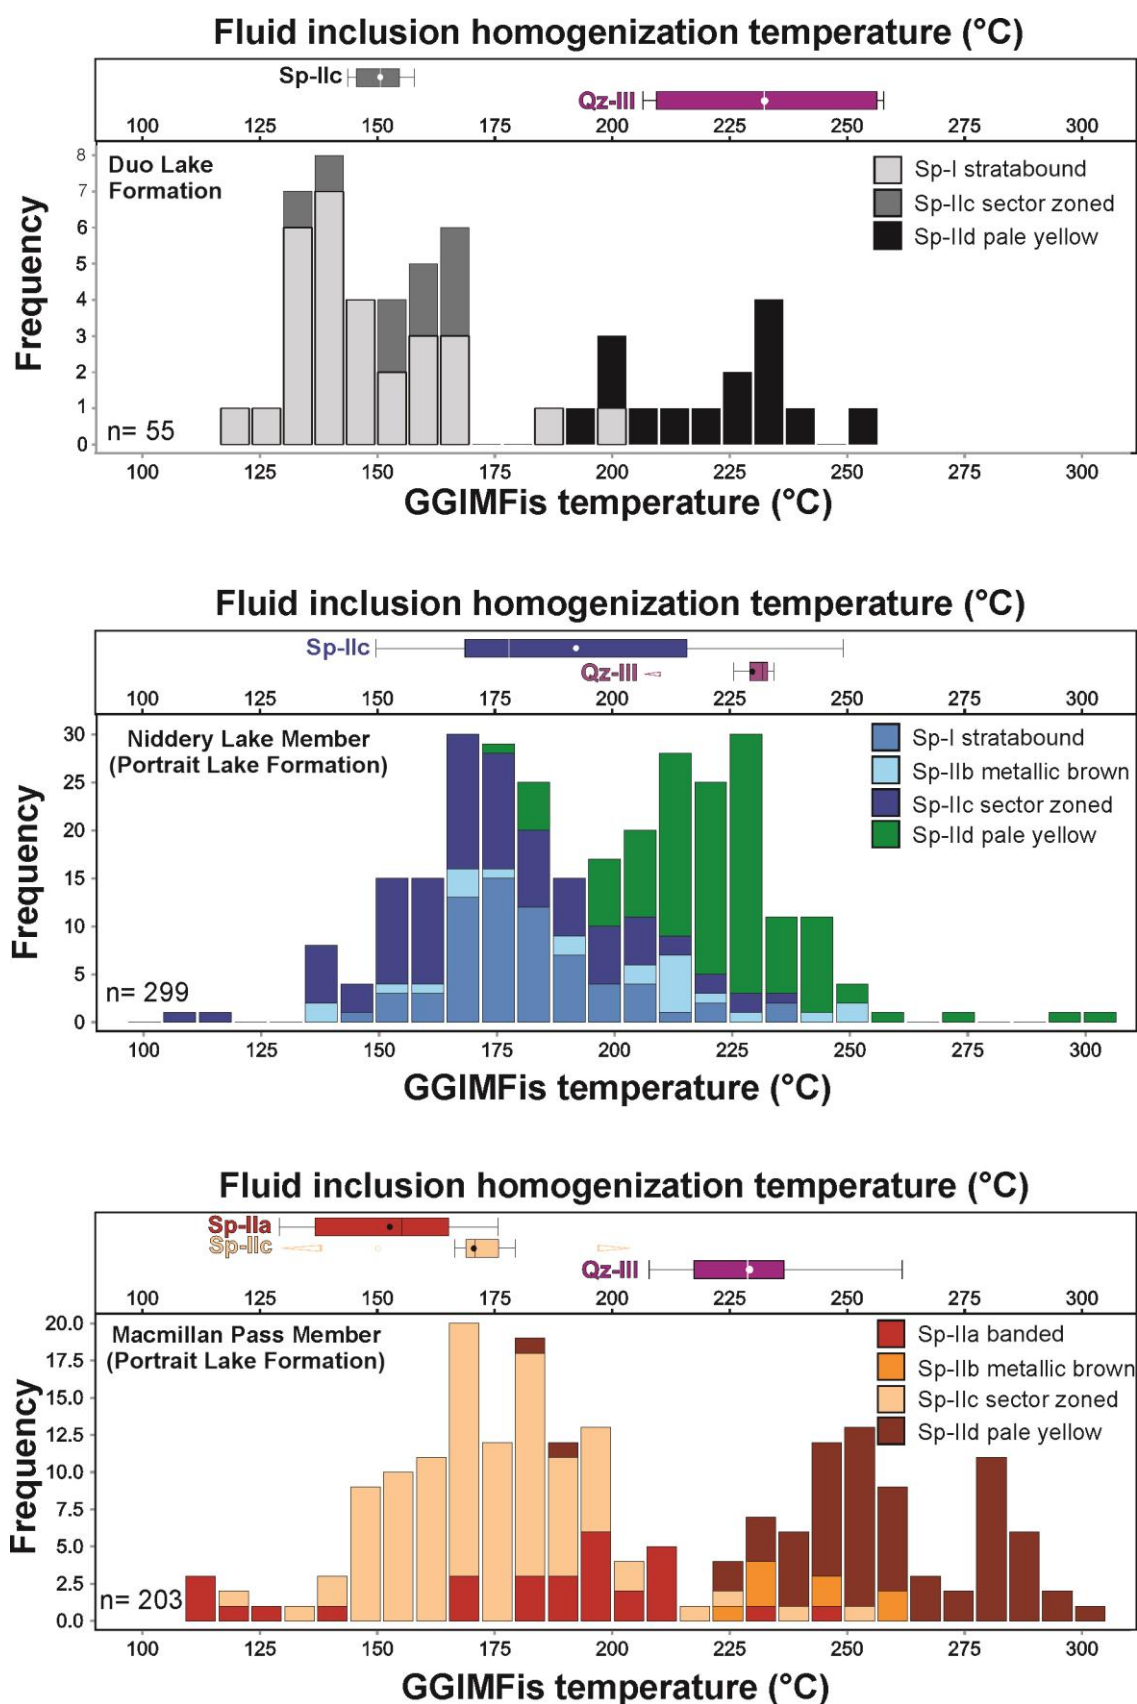 Fluid inclusion homogenization temperature (°C)
Sp-IIc
Qz-III
100 125 150 175 200 225 250 275 300
Duo Lake
Formation
Sp-I stratabound
Sp-IIc sector zoned
Sp-IId pale yellow
8
7
6
5
4
3
2
1
0
Frequency
n= 55
100 125 150 175 200 225 250 275 300
GGIMFis temperature (°C)
Fluid inclusion homogenization temperature (°C)
Sp-IIc
Qz-III
100 125 150 175 200 225 250 275 300
Niddery Lake Member
(Portrait Lake Formation)
Sp-I stratabound
Sp-IIb metallic brown
Sp-IIc sector zoned
Sp-IId pale yellow
30
25
20
15
10
5
0
Frequency
n= 299
100 125 150 175 200 225 250 275 300
GGIMFis temperature (°C)
Fluid inclusion homogenization temperature (°C)
Sp-IIa
Sp-IIc
Qz-III
100 125 150 175 200 225 250 275 300
Macmillan Pass Member
(Portrait Lake Formation)
Sp-IIa banded
Sp-IIb metallic brown
Sp-IIc sector zoned
Sp-IId pale yellow
20.0
17.5
15.0
12.5
10.0
7.5
5.0
2.5
0.0
Frequency
n= 203
100 125 150 175 200 225 250 275 300
GGIMFis temperature (°C)